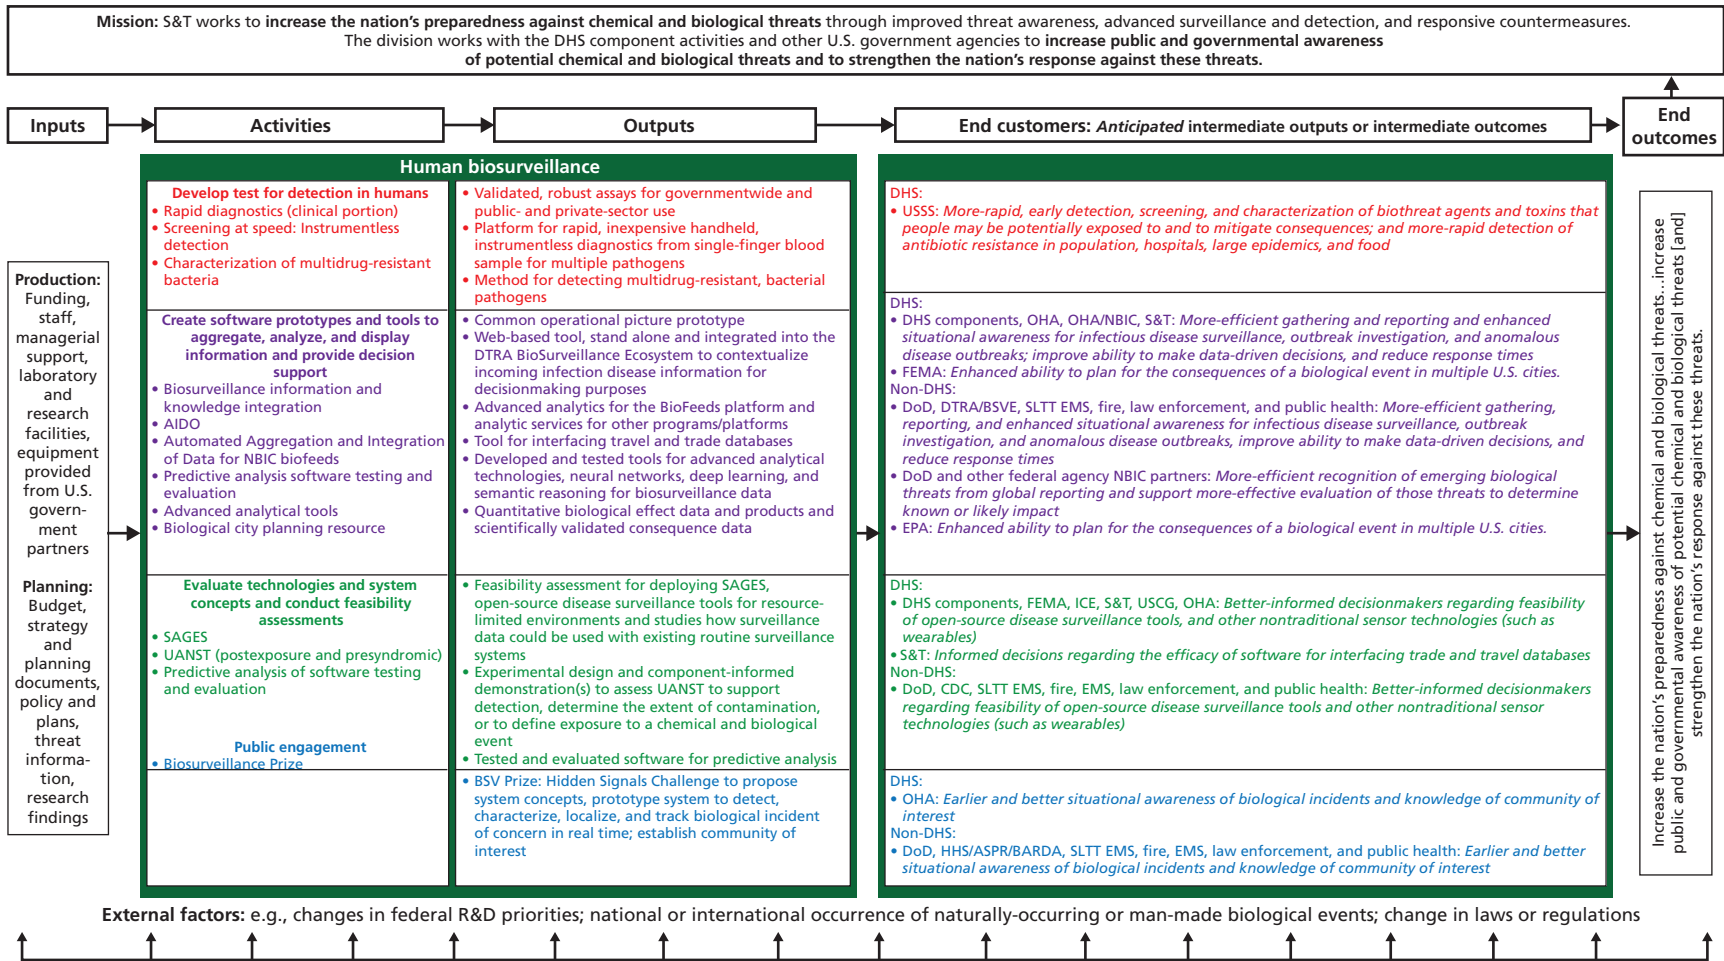 Mission: S&T works to increase the nation's preparedness against chemical and biological threats through improved threat awareness, advanced surveillance and detection, and responsive countermeasures.
The division works with the DHS component activities and other U.S. government agencies to increase public and governmental awareness
of potential chemical and biological threats and to strengthen the nation's response against these threats.
Inputs
Activities
Outputs
End customers: Anticipated intermediate outputs or intermediate outcomes
End
outcomes
Production:
Funding,
staff,
managerial
support,
laboratory
and
research
facilities,
equipment
provided
from U.S.
govern-
ment
partners
Planning:
Budget,
strategy
and
planning
documents,
policy and
plans,
threat
informa-
tion,
research
findings
Human biosurveillance
Develop test for detection in humans
• Rapid diagnostics (clinical portion)
• Screening at speed: Instrumentless
detection
• Characterization of multidrug-resistant
bacteria
• Validated, robust assays for governmentwide and
public- and private-sector use
• Platform for rapid, inexpensive handheld,
instrumentless diagnostics from single-finger blood
sample for multiple pathogens
• Method for detecting multidrug-resistant, bacterial
pathogens
DHS:
• USSS: More-rapid, early detection, screening, and characterization of biothreat agents and toxins that
people may be potentially exposed to and to mitigate consequences; and more-rapid detection of
antibiotic resistance in population, hospitals, large epidemics, and food
Create software prototypes and tools to
aggregate, analyze, and display
information and provide decision
support
• Biosurveillance information and
knowledge integration
• AIDO
• Automated Aggregation and Integration
of Data for NBIC biofeeds
• Predictive analysis software testing and
evaluation
• Advanced analytical tools
• Biological city planning resource
• Common operational picture prototype
• Web-based tool, stand alone and integrated into the
DTRA BioSurveillance Ecosystem to contextualize
incoming infection disease information for
decisionmaking purposes
• Advanced analytics for the BioFeeds platform and
analytic services for other programs/platforms
• Tool for interfacing travel and trade databases
• Developed and tested tools for advanced analytical
technologies, neural networks, deep learning, and
semantic reasoning for biosurveillance data
• Quantitative biological effect data and products and
scientifically validated consequence data
DHS:
• DHS components, OHA, OHA/NBIC, S&T: More-efficient gathering and reporting and enhanced
situational awareness for infectious disease surveillance, outbreak investigation, and anomalous
disease outbreaks; improve ability to make data-driven decisions, and reduce response times
• FEMA: Enhanced ability to plan for the consequences of a biological event in multiple U.S. cities.
Non-DHS:
• DoD, DTRA/BSVE, SLTT EMS, fire, law enforcement, and public health: More-efficient gathering,
reporting, and enhanced situational awareness for infectious disease surveillance, outbreak
investigation, and anomalous disease outbreaks, improve ability to make data-driven decisions, and
reduce response times
• DoD and other federal agency NBIC partners: More-efficient recognition of emerging biological
threats from global reporting and support more-effective evaluation of those threats to determine
known or likely impact
• EPA: Enhanced ability to plan for the consequences of a biological event in multiple U.S. cities.
Evaluate technologies and system
concepts and conduct feasibility
assessments
• SAGES
• UANST (postexposure and presyndromic)
• Predictive analysis of software testing
and evaluation
Public engagement
• Biosurveillance Prize
• Feasibility assessment for deploying SAGES,
open-source disease surveillance tools for resource-
limited environments and studies how surveillance
data could be used with existing routine surveillance
systems
• Experimental design and component-informed
demonstration(s) to assess UANST to support
detection, determine the extent of contamination,
or to define exposure to a chemical and biological
event
• Tested and evaluated software for predictive analysis
DHS:
• DHS components, FEMA, ICE, S&T, USCG, OHA: Better-informed decisionmakers regarding feasibility
of open-source disease surveillance tools, and other nontraditional sensor technologies (such as
wearables)
• S&T: Informed decisions regarding the efficacy of software for interfacing trade and travel databases
Non-DHS:
• DoD, CDC, SLTT EMS, fire, EMS, law enforcement, and public health: Better-informed decisionmakers
regarding feasibility of open-source disease surveillance tools and other nontraditional sensor
technologies (such as wearables)
• BSV Prize: Hidden Signals Challenge to propose
system concepts, prototype system to detect,
characterize, localize, and track biological incident
of concern in real time; establish community of
interest
DHS:
• OHA: Earlier and better situational awareness of biological incidents and knowledge of community of
interest
Non-DHS:
• DoD, HHS/ASPR/BARDA, SLTT EMS, fire, EMS, law enforcement, and public health: Earlier and better
situational awareness of biological incidents and knowledge of community of interest
Increase the nation's preparedness against chemical and biological threats...increase
public and governmental awareness of potential chemical and biological threats [and]
strengthen the nation's response against these threats.
External factors: e.g., changes in federal R&D priorities; national or international occurrence of naturally-occurring or man-made biological events; change in laws or regulations